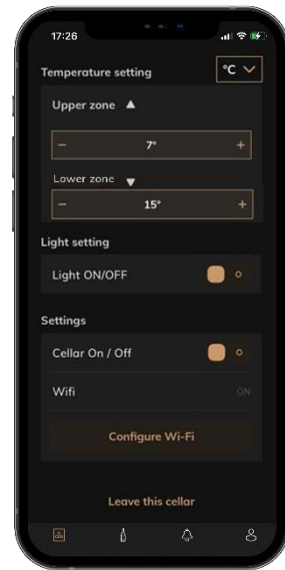 17:26
Temperature setting
°C
Upper zone
− 7° +
Lower zone
− 15° +
Light setting
Light ON/OFF
Settings
Cellar On / Off
Wifi ON
Configure Wi-Fi
Leave this cellar